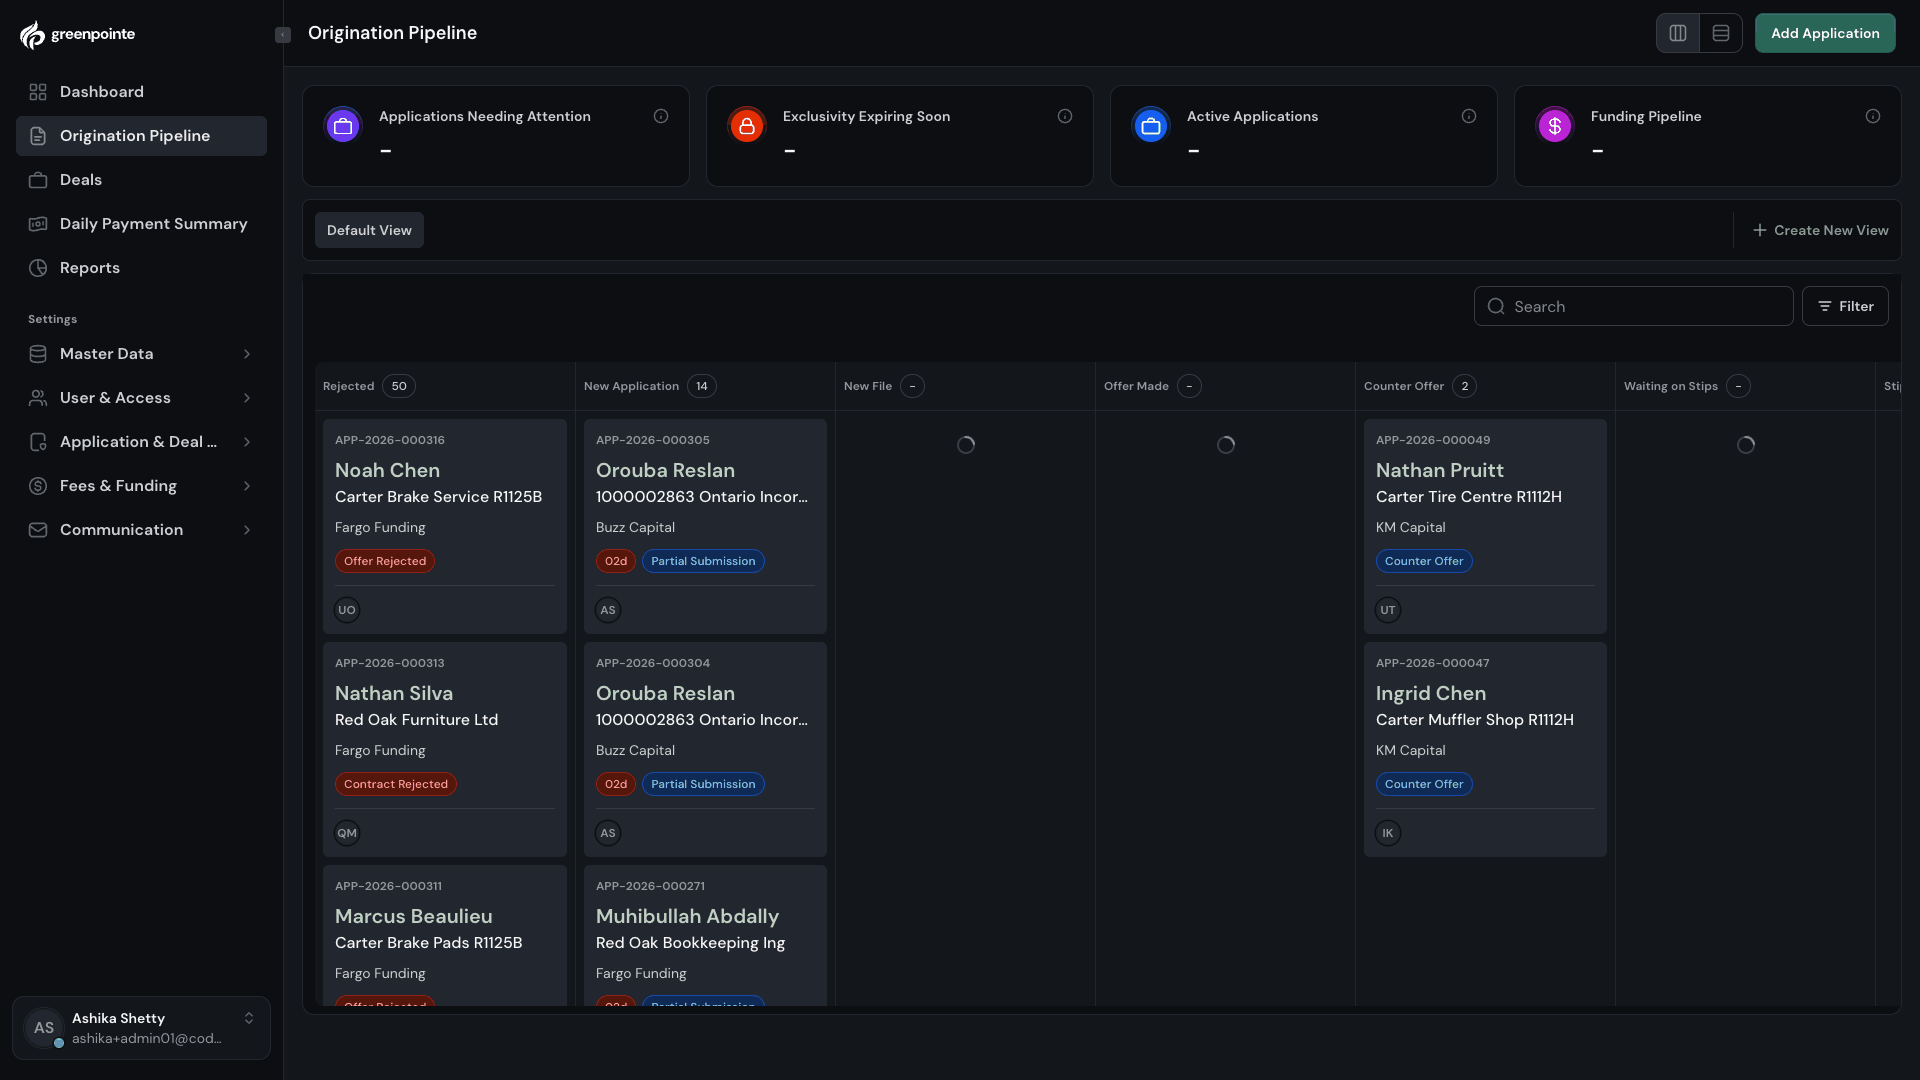 greenpointe
Dashboard
Origination Pipeline
Deals
Daily Payment Summary
Reports
Settings
Master Data
User & Access
Application & Deal ...
Fees & Funding
Communication
AS
Ashika Shetty
ashika+admin01@cod...
Origination Pipeline
Add Application
Applications Needing Attention
–
Exclusivity Expiring Soon
–
Active Applications
–
Funding Pipeline
–
Default View
Create New View
Search
Filter
Rejected 50
APP-2026-000316
Noah Chen
Carter Brake Service R1125B
Fargo Funding
Offer Rejected
UO
APP-2026-000313
Nathan Silva
Red Oak Furniture Ltd
Fargo Funding
Contract Rejected
QM
APP-2026-000311
Marcus Beaulieu
Carter Brake Pads R1125B
Fargo Funding
Offer Rejected
New Application 14
APP-2026-000305
Orouba Reslan
1000002863 Ontario Incor...
Buzz Capital
02d Partial Submission
AS
APP-2026-000304
Orouba Reslan
1000002863 Ontario Incor...
Buzz Capital
02d Partial Submission
AS
APP-2026-000271
Muhibullah Abdally
Red Oak Bookkeeping Ing
Fargo Funding
02d Partial Submission
New File -
Offer Made -
Counter Offer 2
APP-2026-000049
Nathan Pruitt
Carter Tire Centre R1112H
KM Capital
Counter Offer
UT
APP-2026-000047
Ingrid Chen
Carter Muffler Shop R1112H
KM Capital
Counter Offer
IK
Waiting on Stips -